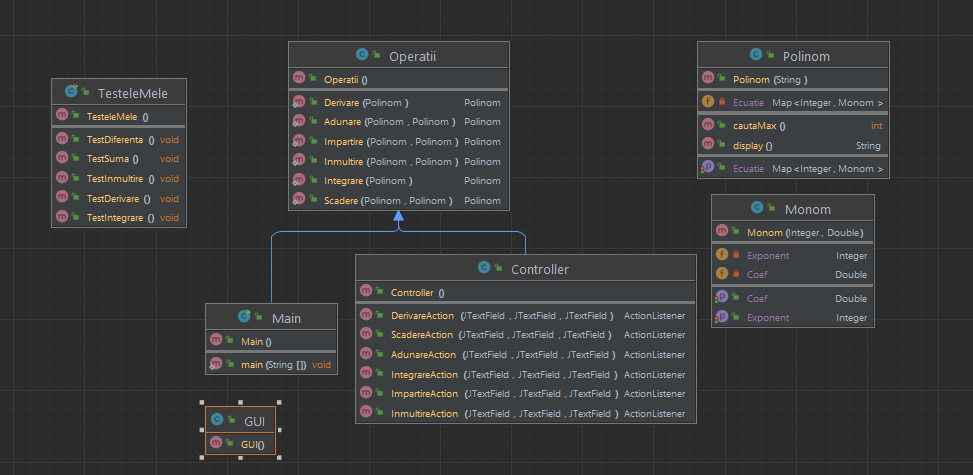 TesteleMele
TesteleMele ()
TestDiferenta () void
TestSuma () void
TestInmultire () void
TestDerivare () void
TestIntegrare () void
Operatii
Operatii ()
Derivare (Polinom ) Polinom
Adunare (Polinom , Polinom ) Polinom
Impartire (Polinom , Polinom ) Polinom
Inmultire (Polinom , Polinom ) Polinom
Integrare (Polinom ) Polinom
Scadere (Polinom , Polinom ) Polinom
Polinom
Polinom (String )
Ecuatie Map <Integer , Monom >
cautaMax () int
display () String
Ecuatie Map <Integer , Monom >
Monom
Monom (Integer , Double)
Exponent Integer
Coef Double
Coef Double
Exponent Integer
Main
Main ()
main (String []) void
Controller
Controller ()
DerivareAction (JTextField , JTextField , JTextField ) ActionListener
ScadereAction (JTextField , JTextField , JTextField ) ActionListener
AdunareAction (JTextField , JTextField , JTextField ) ActionListener
IntegrareAction (JTextField , JTextField , JTextField ) ActionListener
ImpartireAction (JTextField , JTextField , JTextField ) ActionListener
InmultireAction (JTextField , JTextField , JTextField ) ActionListener
GUI
GUI()